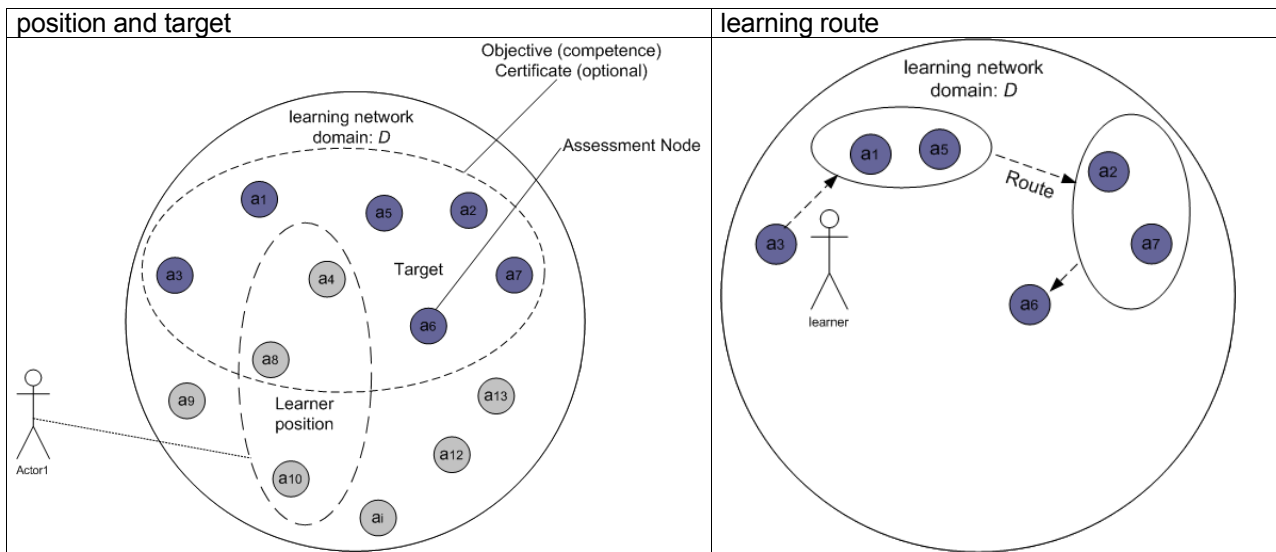 position and target
learning route
Objective (competence)
Certificate (optional)
learning network
domain: D
Assessment Node
a1
a5
a2
a3
a4
Target
a7
a6
a8
a9
Learner
position
a13
a12
a10
ai
Actor1
learning network
domain: D
a1
a5
a2
Route
a3
a7
a6
learner